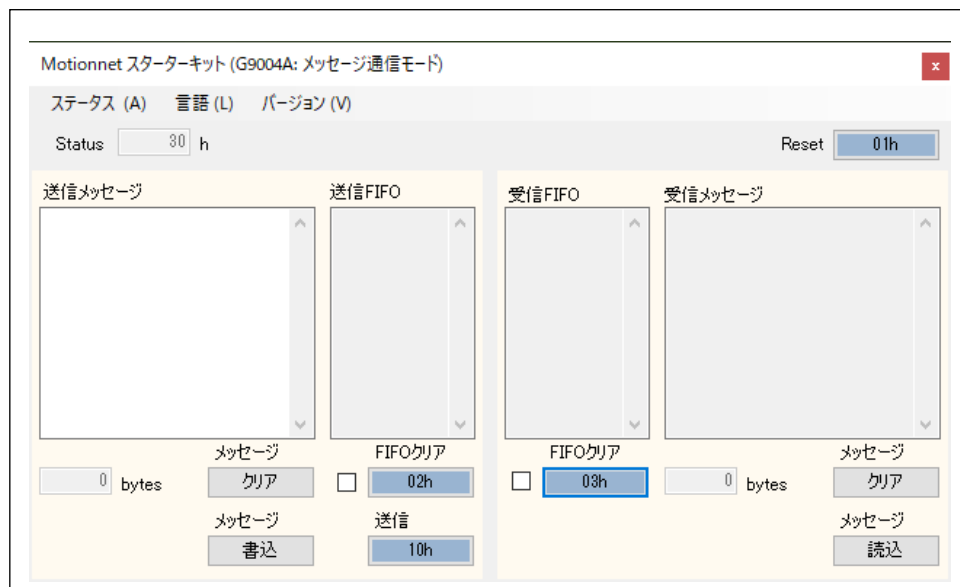 Motionnet スターターキット (G9004A: メッセージ通信モード)
x
ステータス (A) 言語 (L) バージョン (V)
Status 30 h Reset 01h
送信メッセージ 送信FIFO 受信FIFO 受信メッセージ
メッセージ FIFOクリア FIFOクリア メッセージ
0 bytes クリア 02h 03h 0 bytes クリア
メッセージ 送信 メッセージ
書込 10h 読込